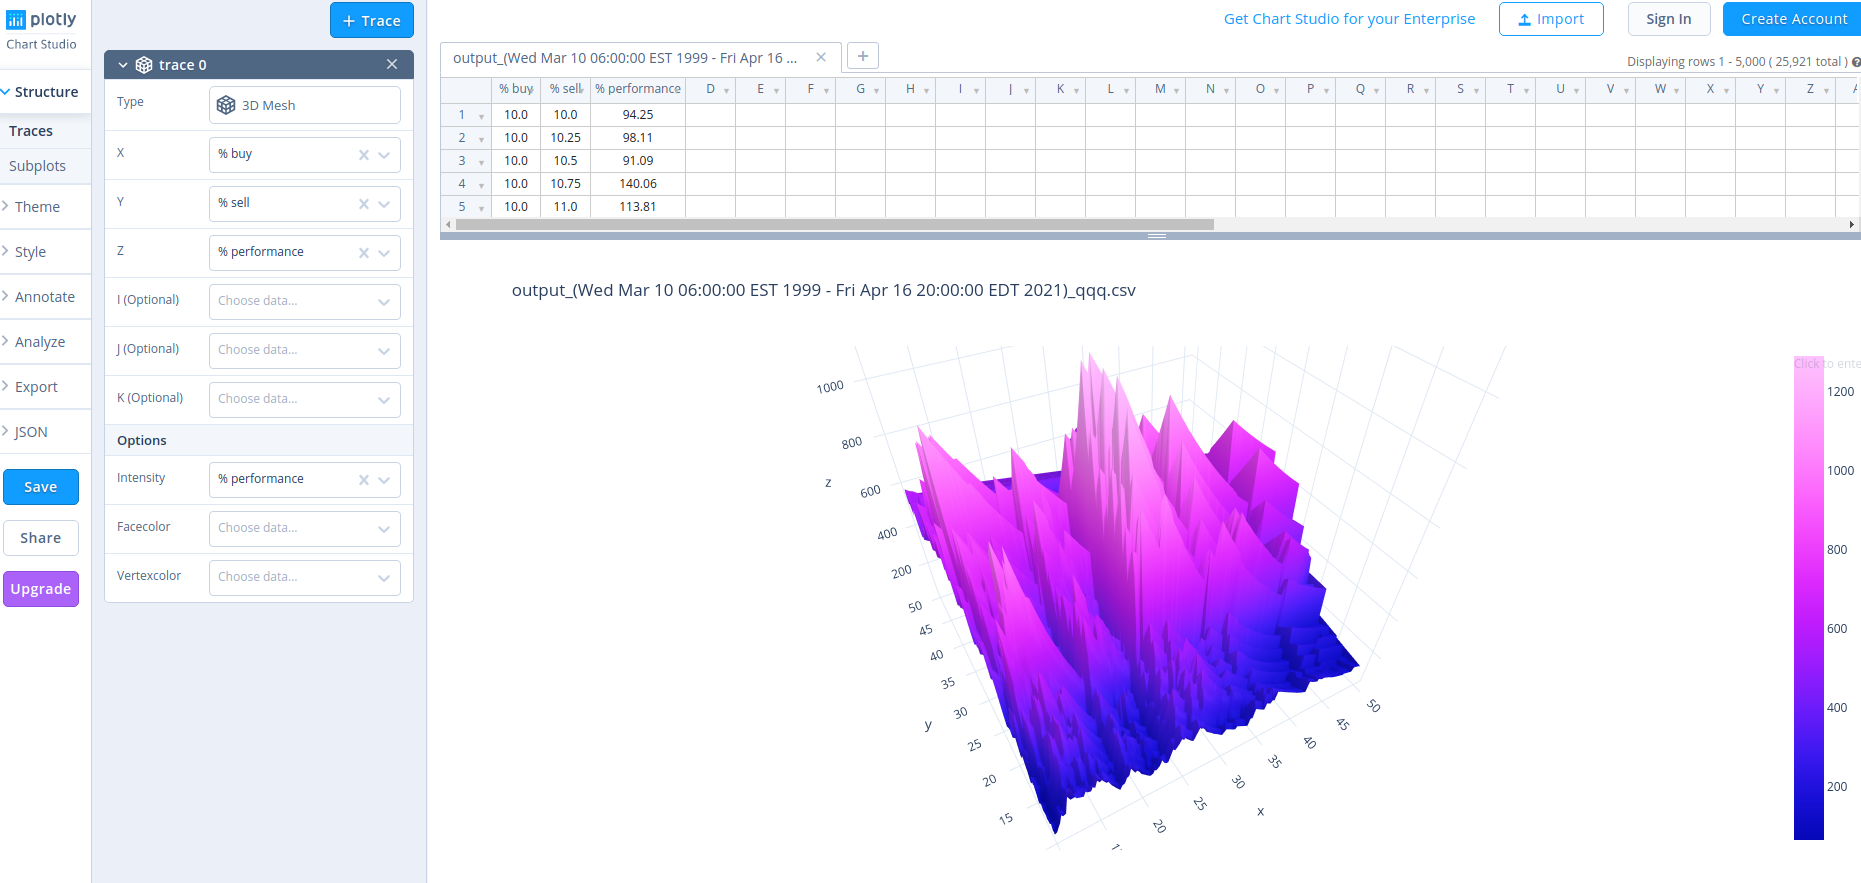 plotly
Chart Studio
Structure
Traces
Subplots
Theme
Style
Annotate
Analyze
Export
JSON
Save
Share
Upgrade
+ Trace
trace 0
Type
3D Mesh
X
% buy
Y
% sell
Z
% performance
I (Optional)
Choose data...
J (Optional)
Choose data...
K (Optional)
Choose data...
Options
Intensity
% performance
Facecolor
Choose data...
Vertexcolor
Choose data...
Get Chart Studio for your Enterprise
Import
Sign In
Create Account
output_(Wed Mar 10 06:00:00 EST 1999 - Fri Apr 16 ...
+
Displaying rows 1 - 5,000 ( 25,921 total )
% buy % sell % performance D E F G H I J K L M N O P Q R S T U V W X Y Z
1 10.0 10.0 94.25
2 10.0 10.25 98.11
3 10.0 10.5 91.09
4 10.0 10.75 140.06
5 10.0 11.0 113.81
output_(Wed Mar 10 06:00:00 EST 1999 - Fri Apr 16 20:00:00 EDT 2021)_qqq.csv
1000
800
z
600
400
200
50
45
40
35
30
y
25
20
15
20
25
30
x
35
40
45
50
Click to ente
1200
1000
800
600
400
200